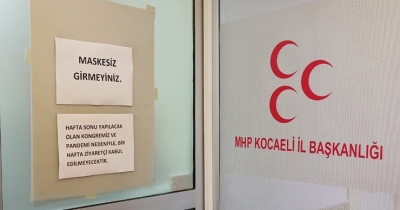 MASKESİZ
GİRMEYİNİZ.
HAFTA SONU YAPILACAK
OLAN KONGREMİZ VE
PANDEMİ NEDENİYLE, BİR
HAFTA ZİYARETÇİ KABUL
EDİLMEYECEKTİR.
MHP KOCAELİ İL BAŞKANLIĞI